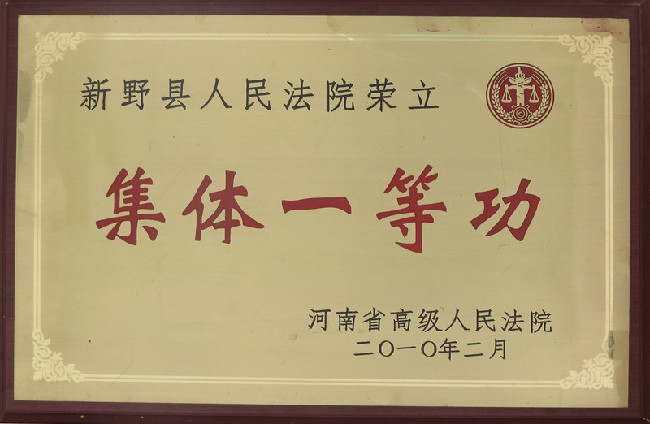 新野县人民法院荣立
集体一等功
河南省高级人民法院
二〇一〇年二月